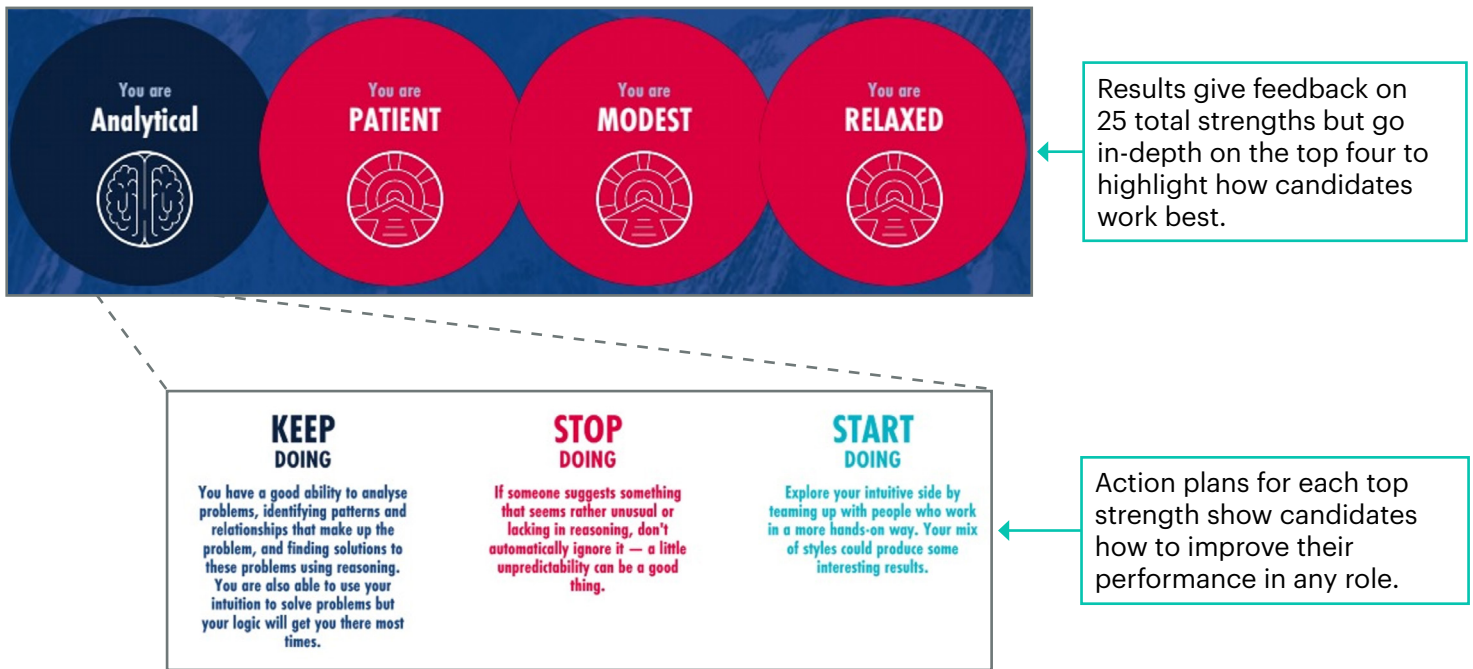 You are
Analytical
You are
PATIENT
You are
MODEST
You are
RELAXED
Results give feedback on
25 total strengths but go
in-depth on the top four to
highlight how candidates
work best.
KEEP
DOING
You have a good ability to analyse
problems, identifying patterns and
relationships that make up the
problem, and finding solutions to
these problems using reasoning.
You are also able to use your
intuition to solve problems but
your logic will get you there most
times.
STOP
DOING
If someone suggests something
that seems rather unusual or
lacking in reasoning, don't
automatically ignore it — a little
unpredictability can be a good
thing.
START
DOING
Explore your intuitive side by
teaming up with people who work
in a more hands-on way. Your mix
of styles could produce some
interesting results.
Action plans for each top
strength show candidates
how to improve their
performance in any role.